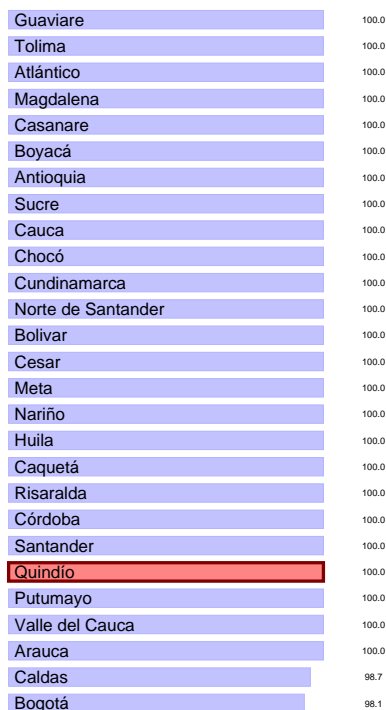 Guaviare 100.0
Tolima 100.0
Atlántico 100.0
Magdalena 100.0
Casanare 100.0
Boyacá 100.0
Antioquia 100.0
Sucre 100.0
Cauca 100.0
Chocó 100.0
Cundinamarca 100.0
Norte de Santander 100.0
Bolivar 100.0
Cesar 100.0
Meta 100.0
Nariño 100.0
Huila 100.0
Caquetá 100.0
Risaralda 100.0
Córdoba 100.0
Santander 100.0
Quindío 100.0
Putumayo 100.0
Valle del Cauca 100.0
Arauca 100.0
Caldas 98.7
Bogotá 98.1